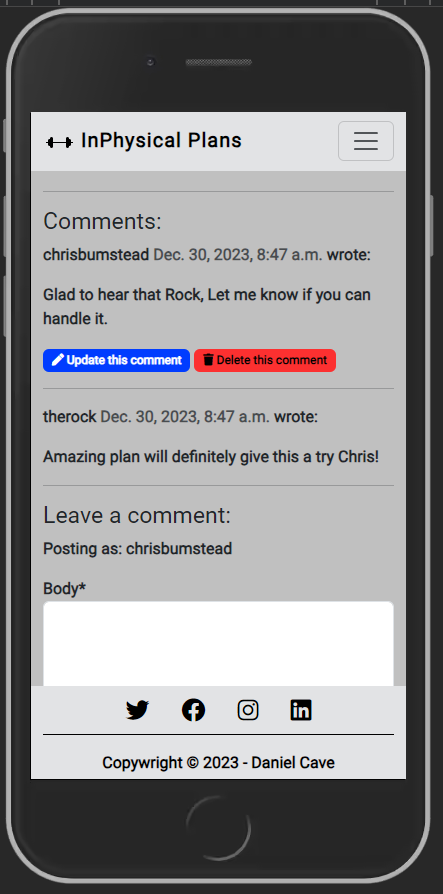 InPhysical Plans
Comments:
chrisbumstead Dec. 30, 2023, 8:47 a.m. wrote:
Glad to hear that Rock, Let me know if you can
handle it.
Update this comment Delete this comment
therock Dec. 30, 2023, 8:47 a.m. wrote:
Amazing plan will definitely give this a try Chris!
Leave a comment:
Posting as: chrisbumstead
Body*
Copyright © 2023 - Daniel Cave